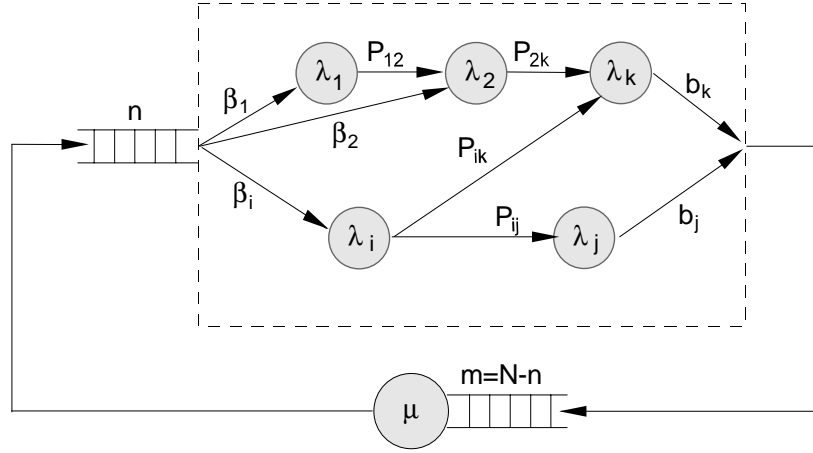 λ₁ P₁₂ λ₂ P₂ₖ λₖ
β₁ bₖ
n
β₂
Pᵢₖ
βᵢ
λᵢ Pᵢⱼ λⱼ bⱼ
m=N-n
μ